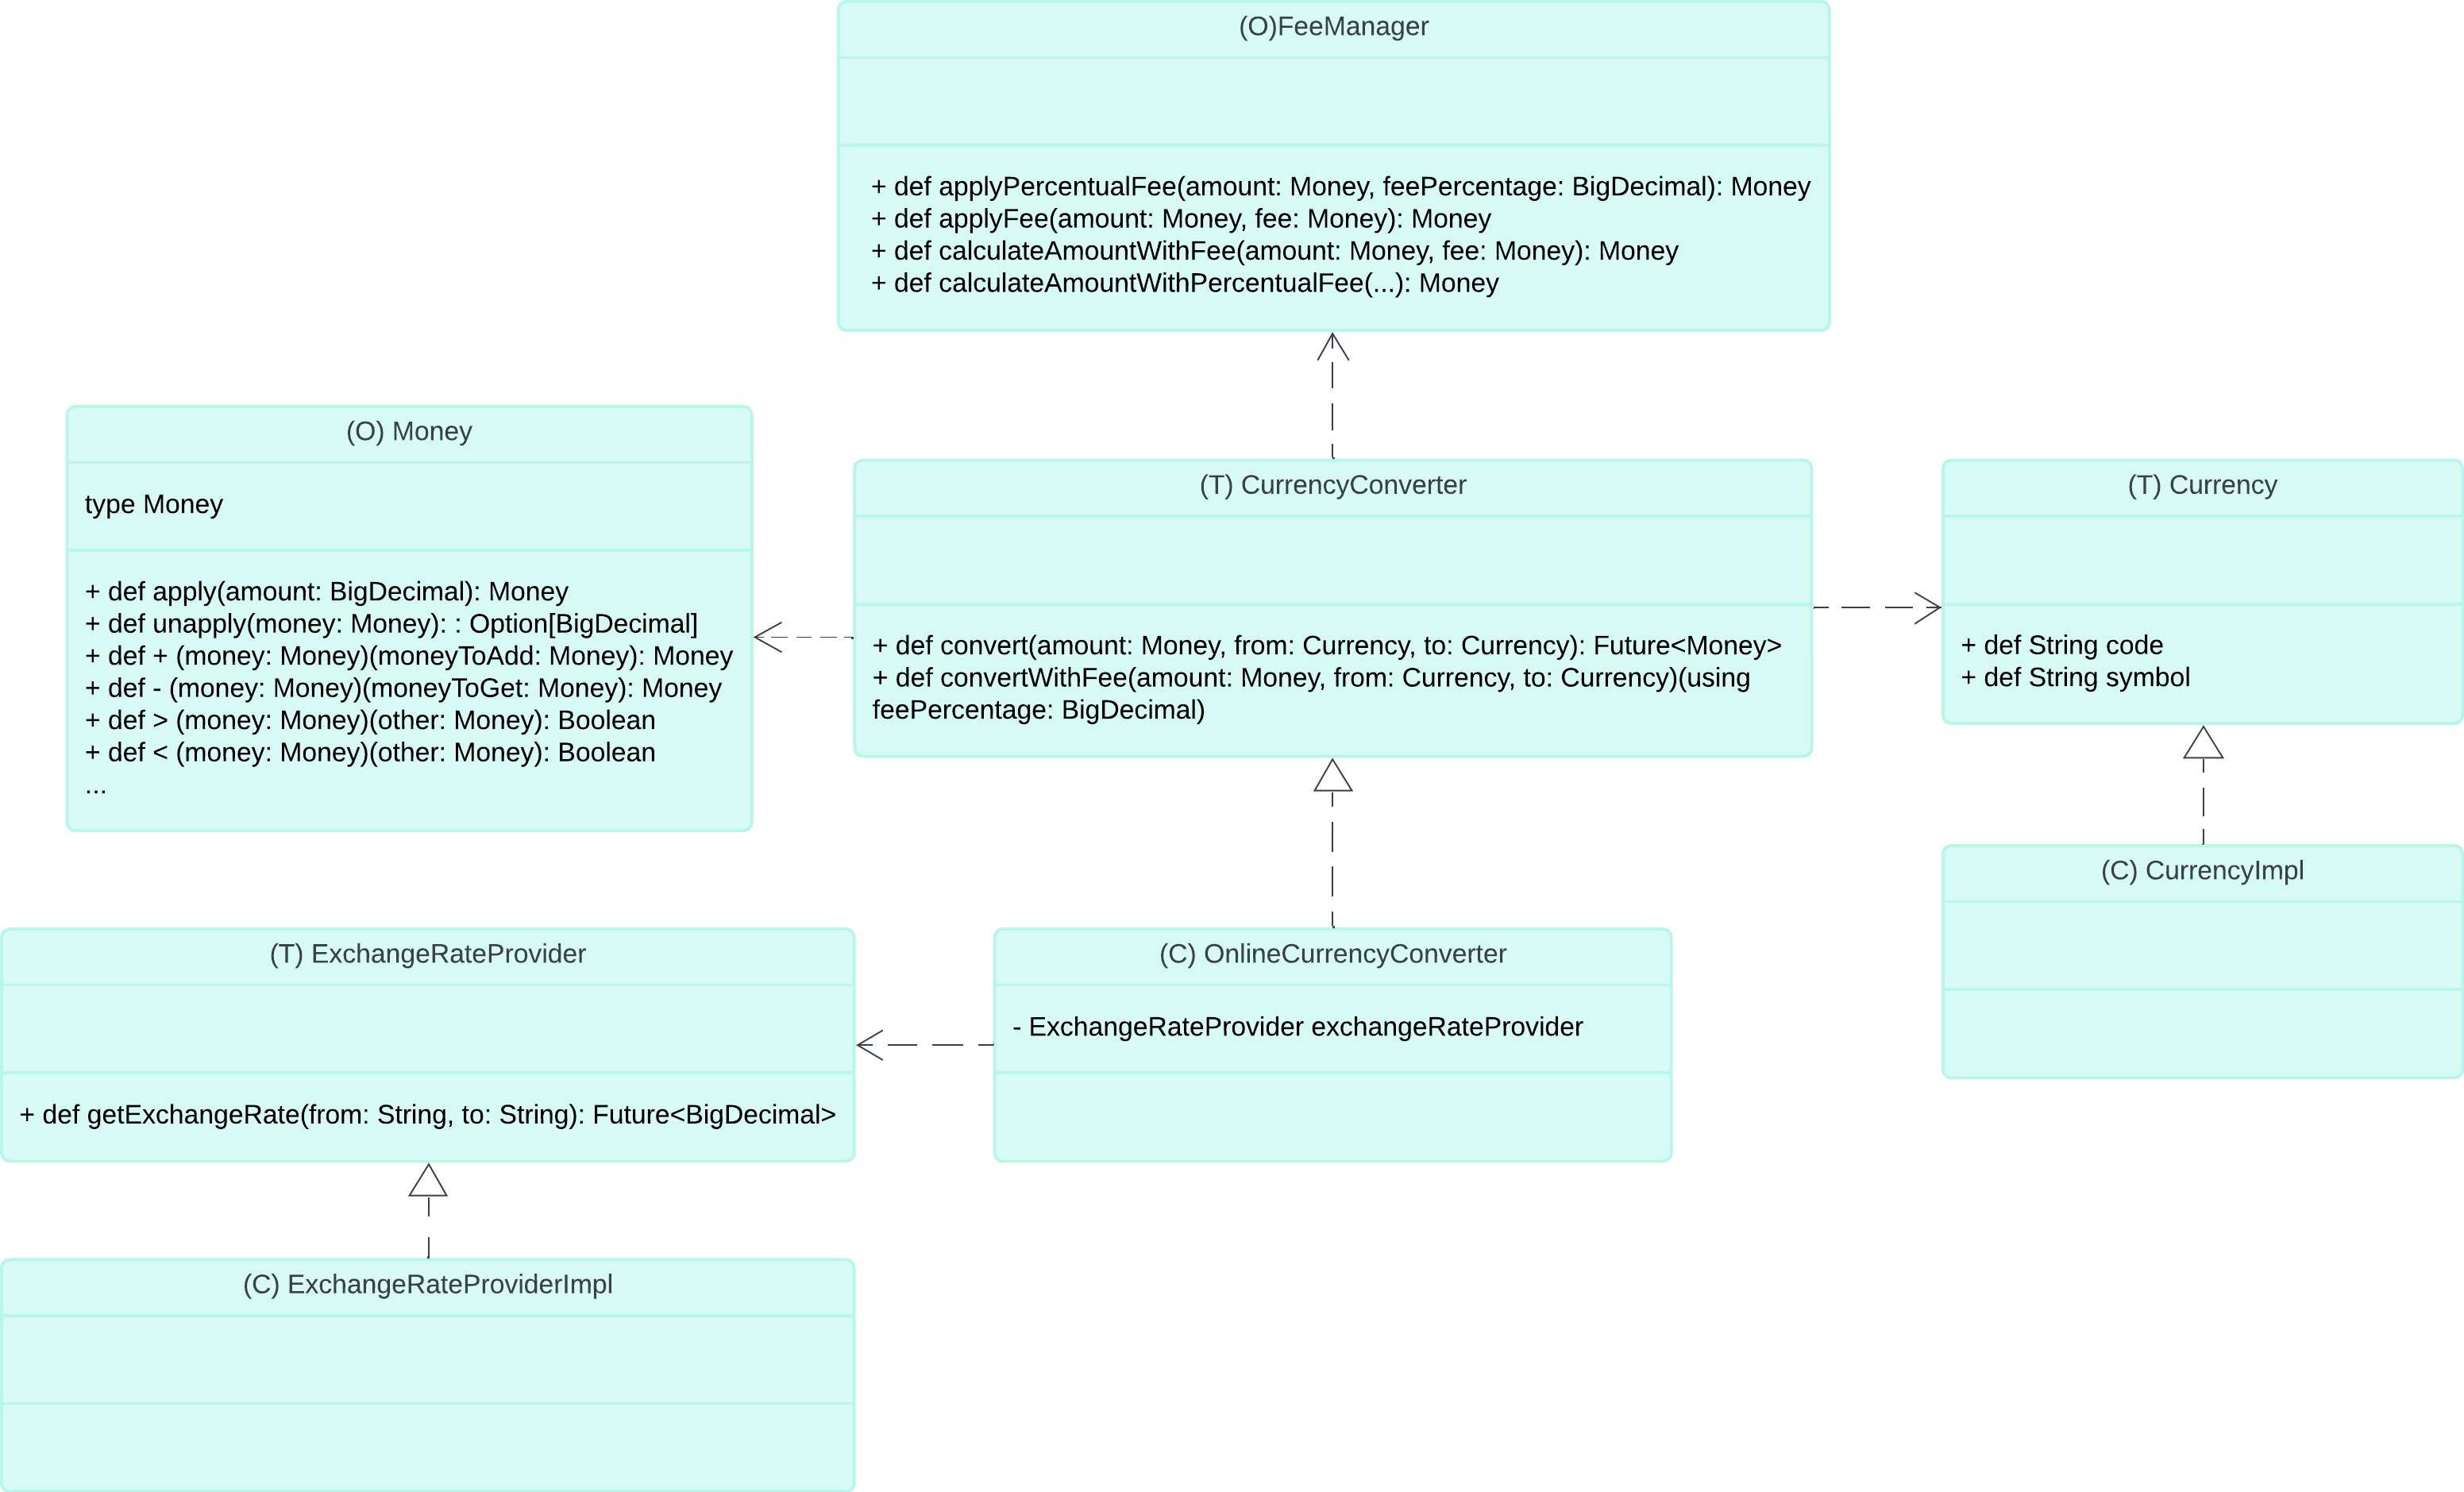 (O)FeeManager
+ def applyPercentualFee(amount: Money, feePercentage: BigDecimal): Money
+ def applyFee(amount: Money, fee: Money): Money
+ def calculateAmountWithFee(amount: Money, fee: Money): Money
+ def calculateAmountWithPercentualFee(...): Money
(O) Money
type Money
+ def apply(amount: BigDecimal): Money
+ def unapply(money: Money): : Option[BigDecimal]
+ def + (money: Money)(moneyToAdd: Money): Money
+ def - (money: Money)(moneyToGet: Money): Money
+ def > (money: Money)(other: Money): Boolean
+ def < (money: Money)(other: Money): Boolean
...
(T) CurrencyConverter
+ def convert(amount: Money, from: Currency, to: Currency): Future<Money>
+ def convertWithFee(amount: Money, from: Currency, to: Currency)(using
feePercentage: BigDecimal)
(T) Currency
+ def String code
+ def String symbol
(C) CurrencyImpl
(T) ExchangeRateProvider
+ def getExchangeRate(from: String, to: String): Future<BigDecimal>
(C) OnlineCurrencyConverter
- ExchangeRateProvider exchangeRateProvider
(C) ExchangeRateProviderImpl